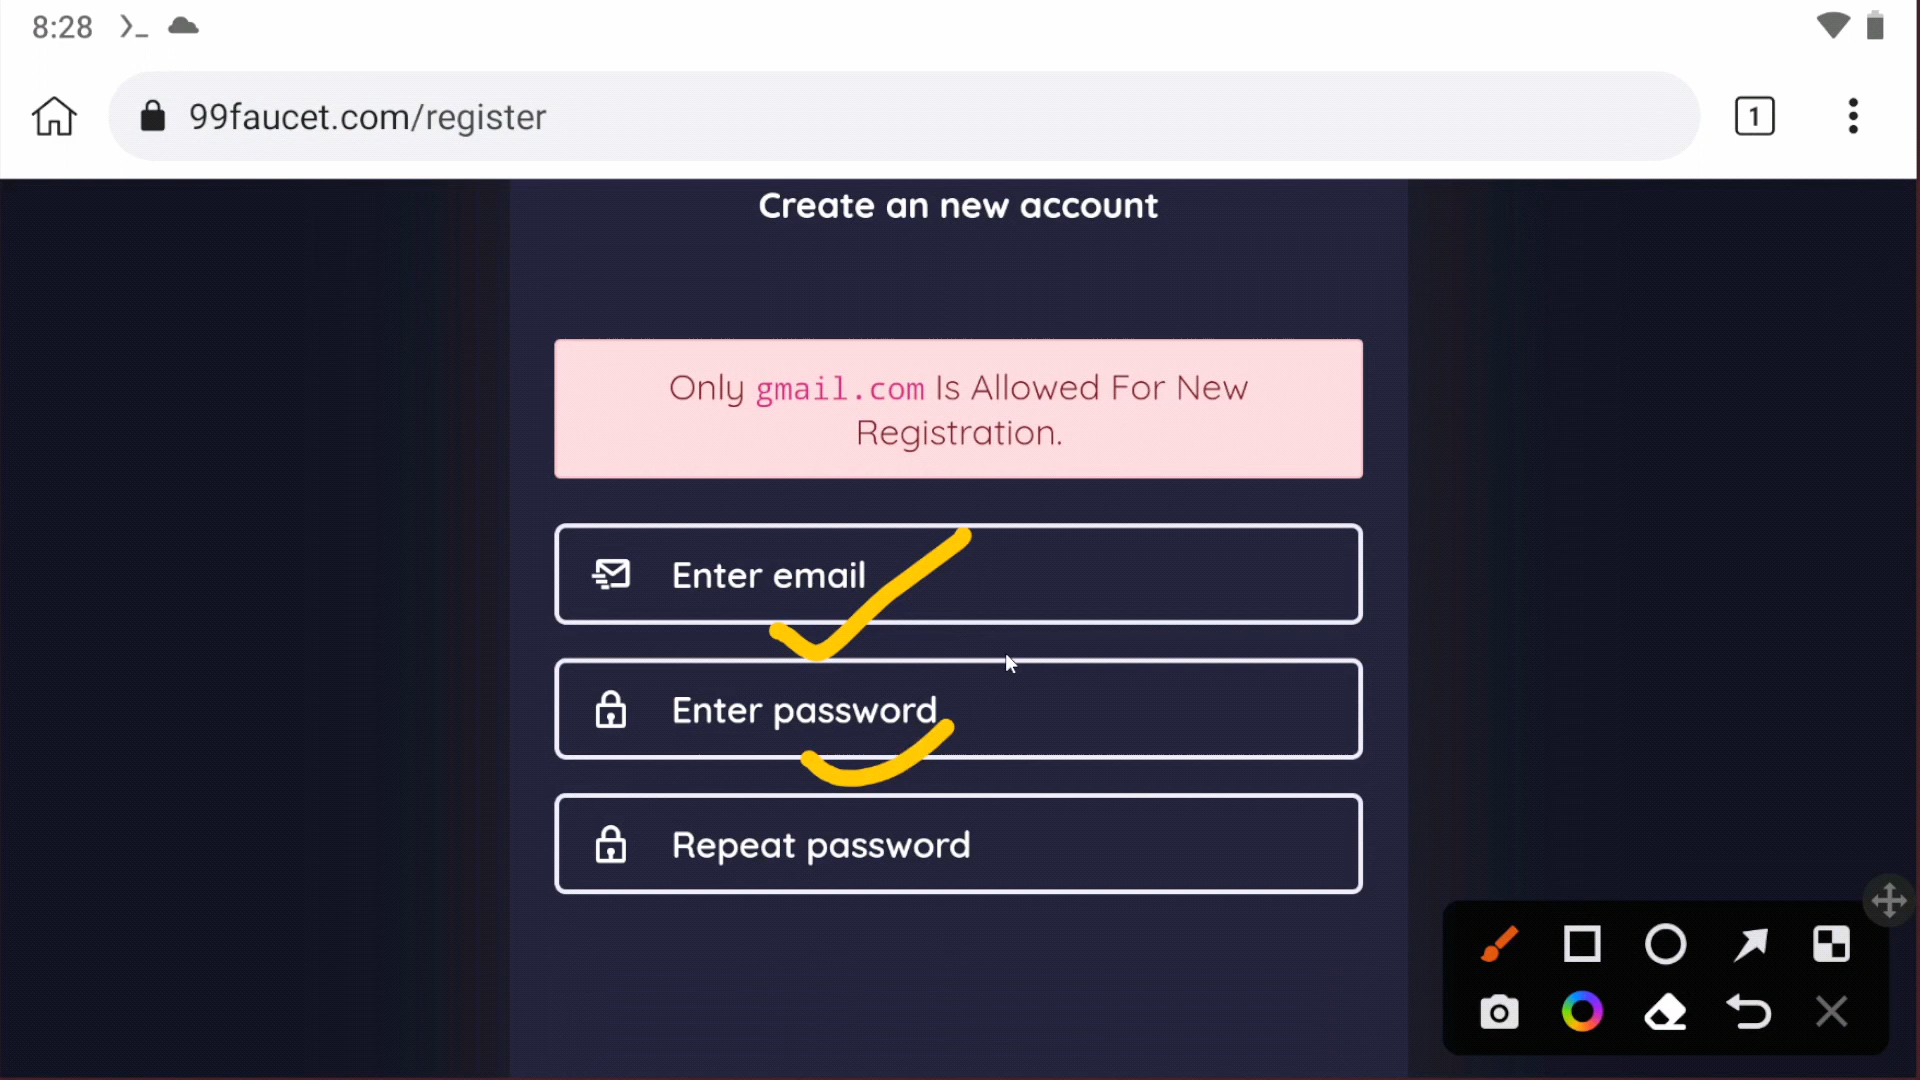 8:28
99faucet.com/register
1
Create an new account
Only gmail.com Is Allowed For New
Registration.
Enter email
Enter password
Repeat password